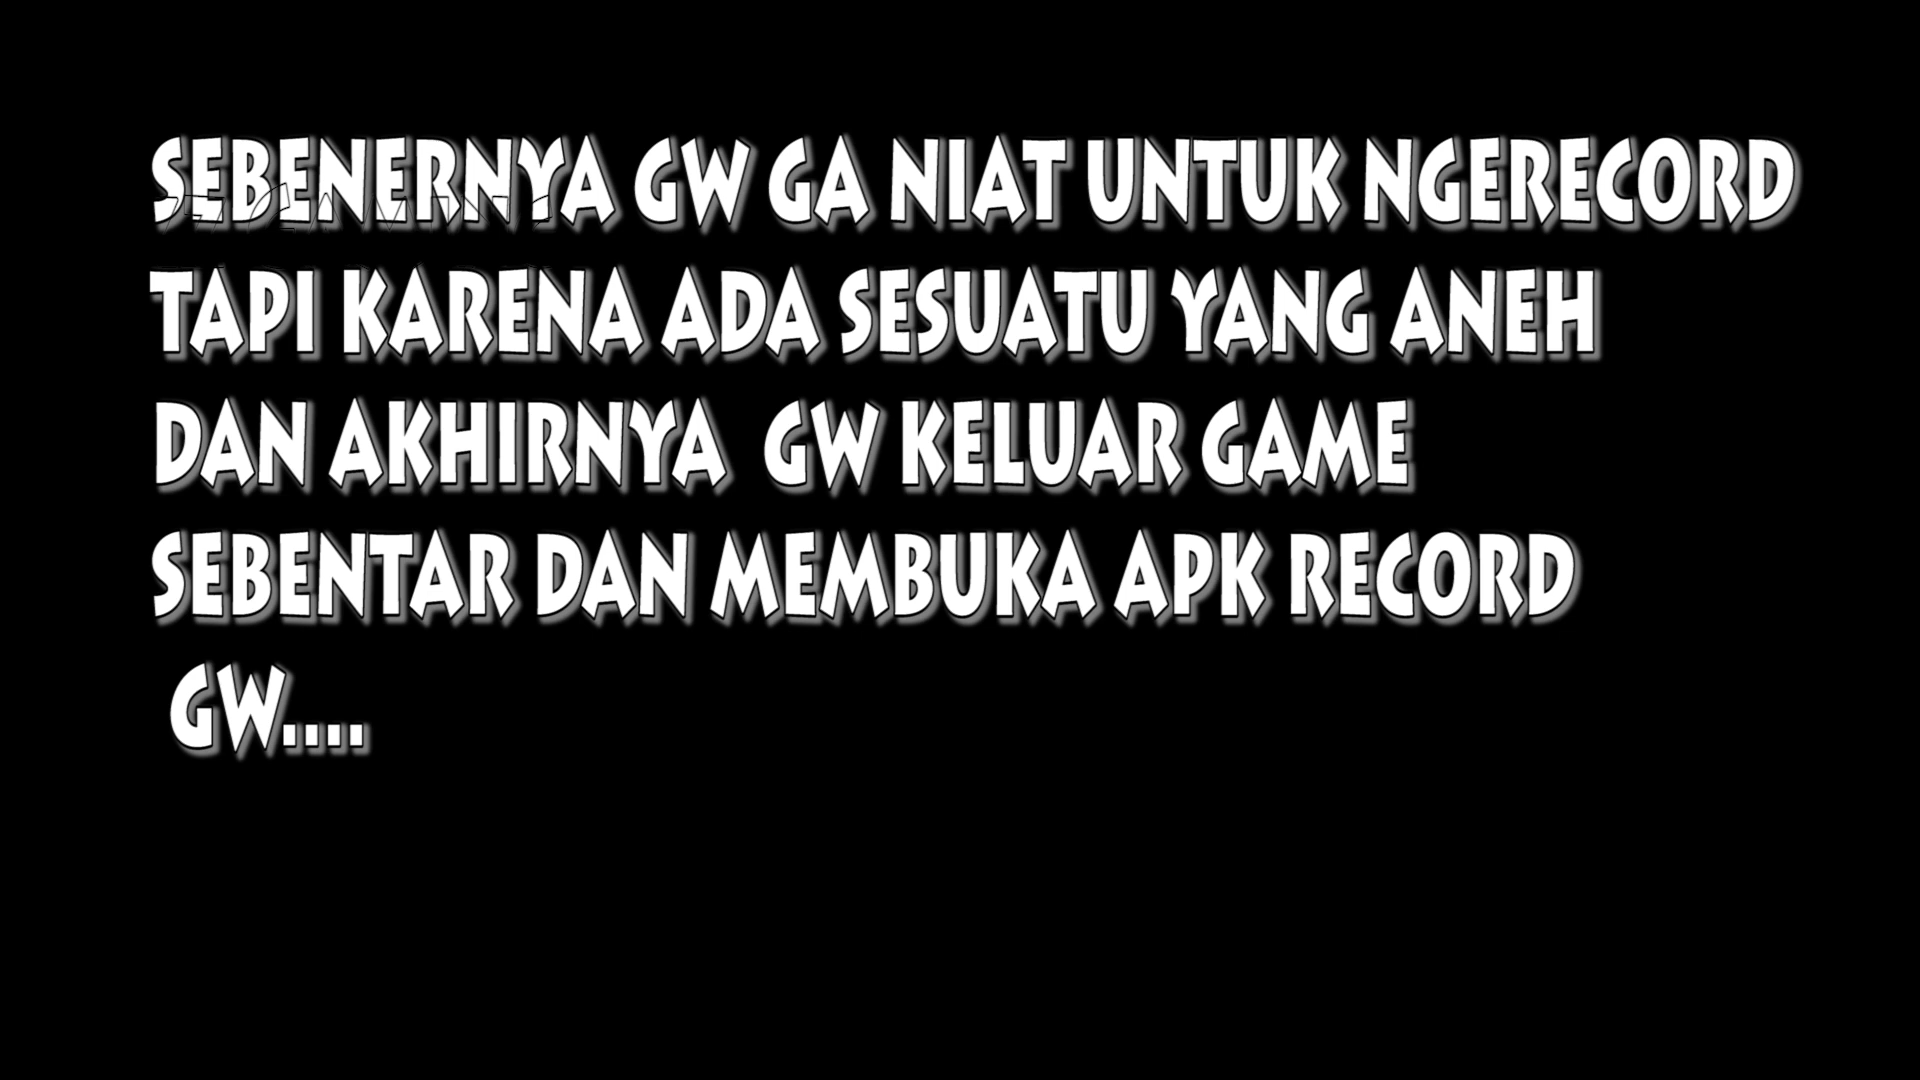 SEBENERNYA GW GA NIAT UNTUK NGERECORD
TAPI KARENA ADA SESUATU YANG ANEH
DAN AKHIRNYA GW KELUAR GAME
SEBENTAR DAN MEMBUKA APK RECORD
GW....